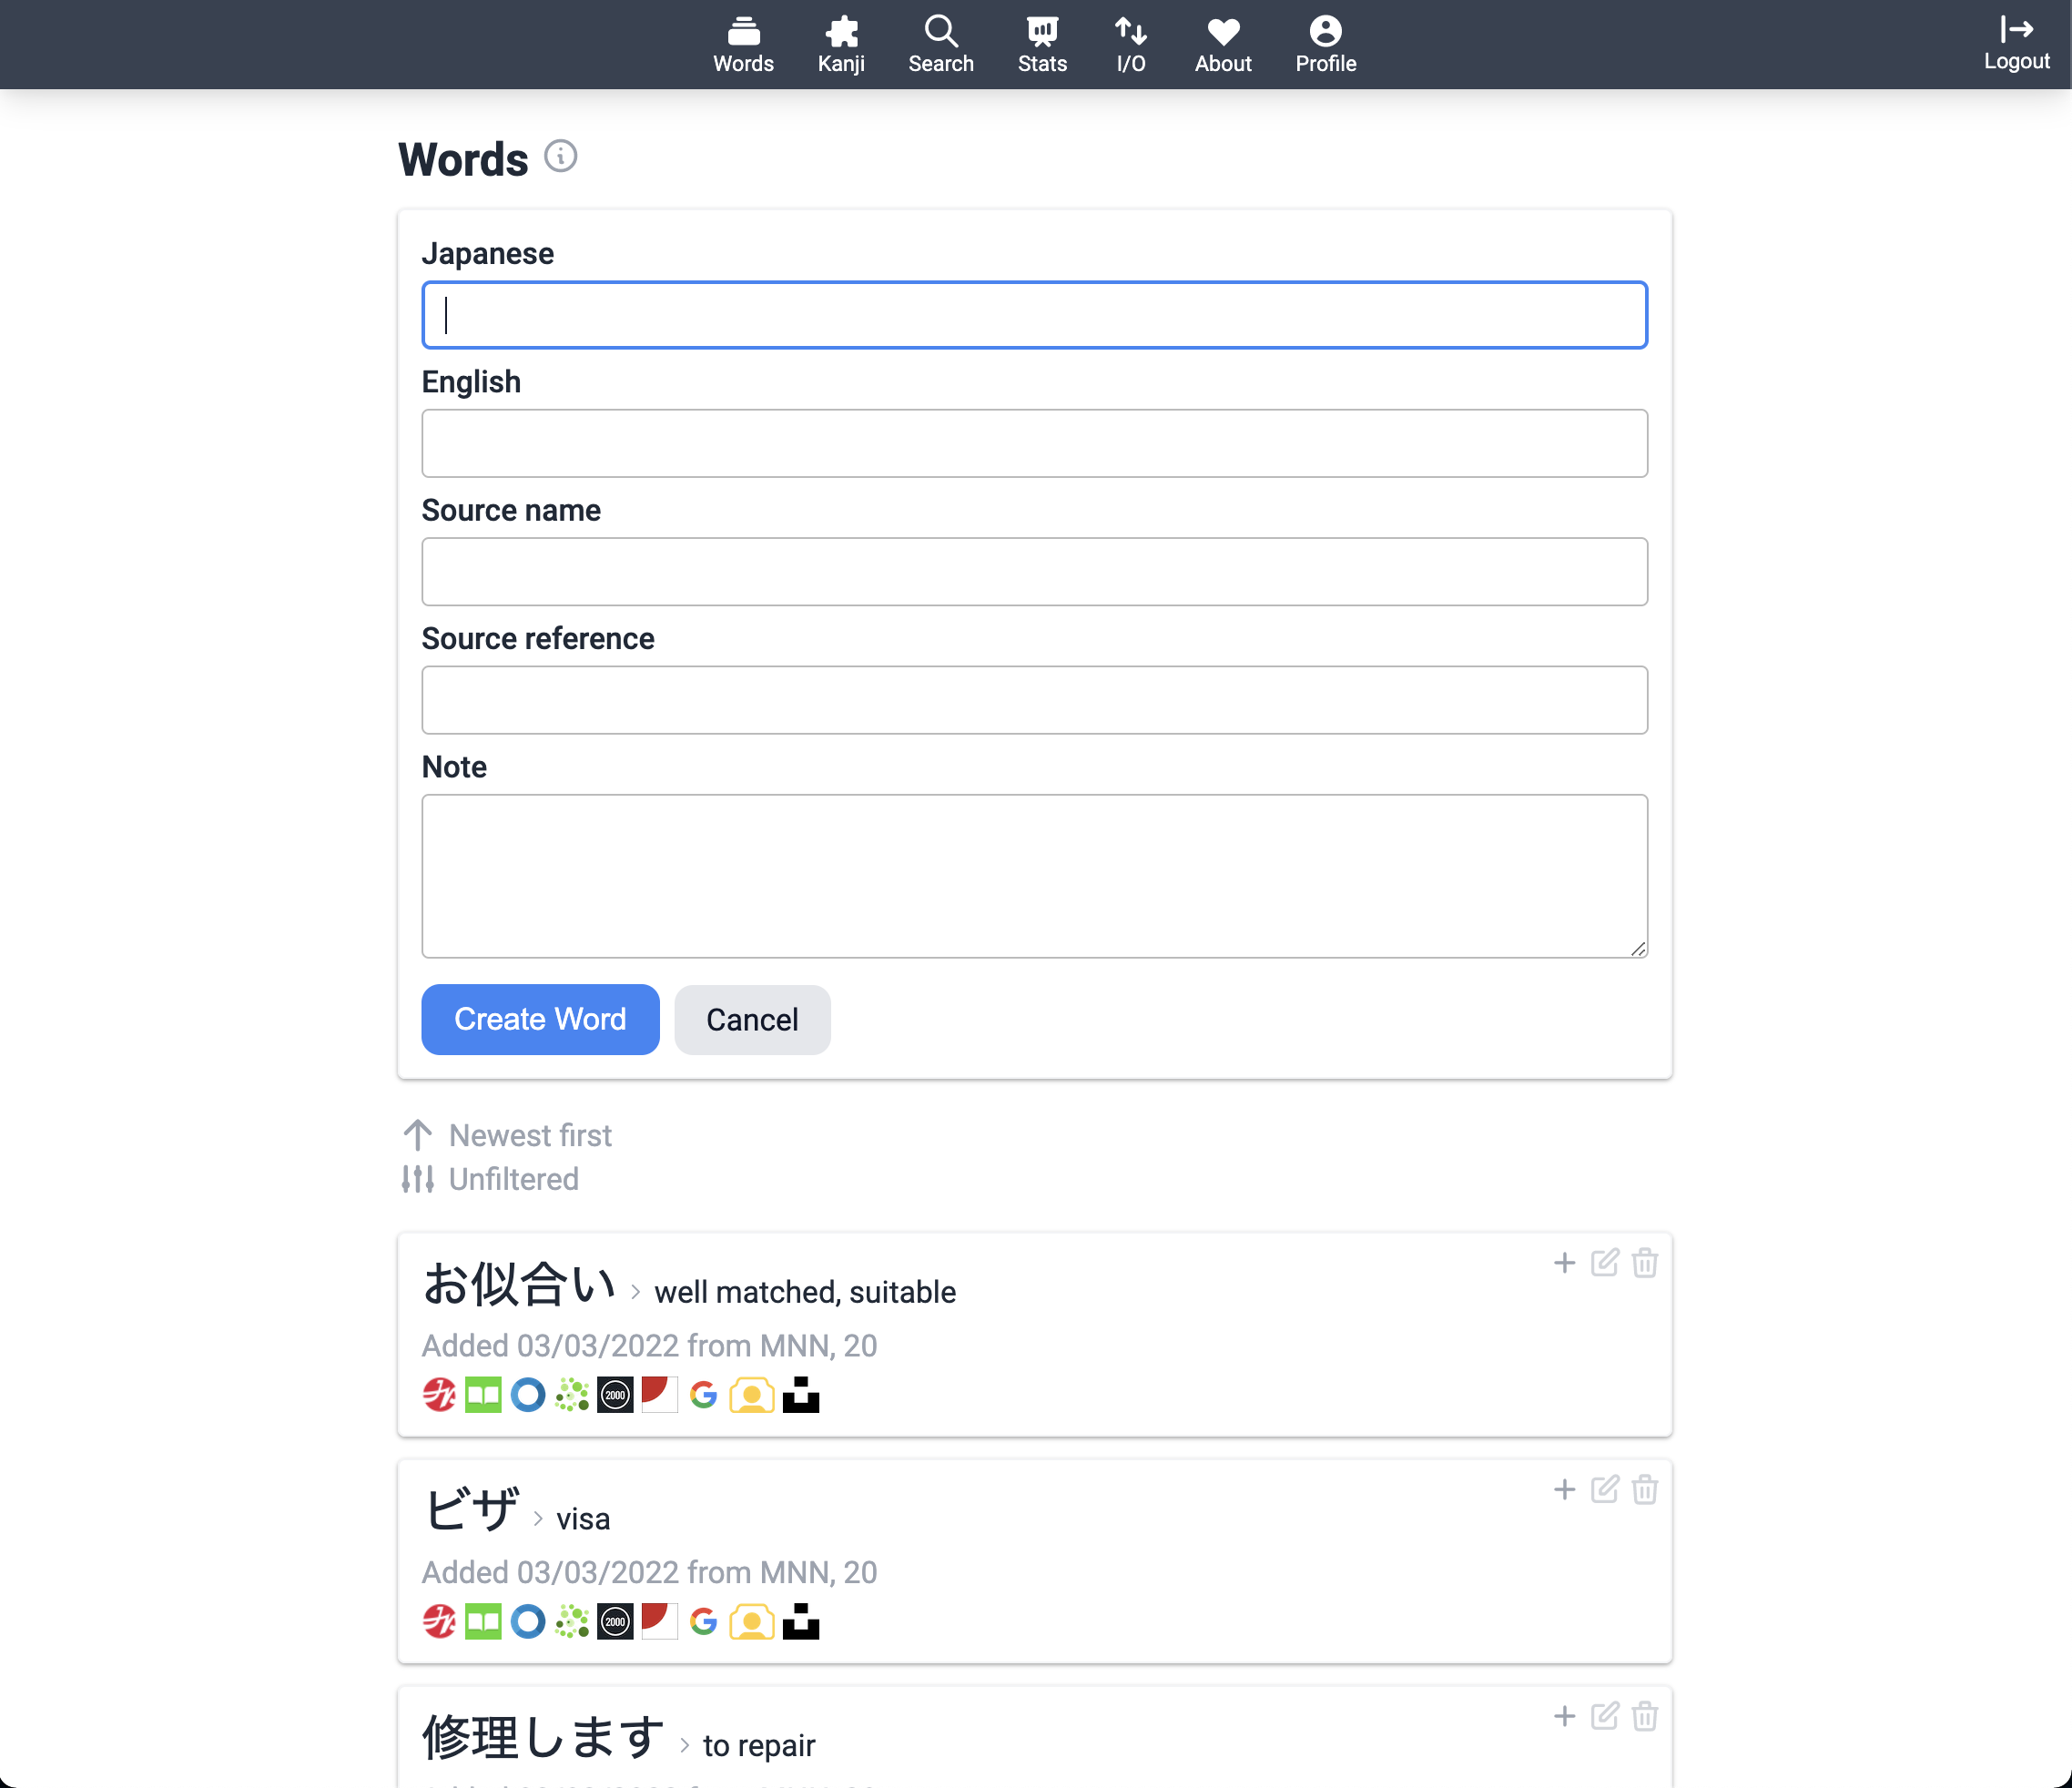 Words
Kanji
Search
Stats
I/O
About
Profile
Logout
Words
Japanese
English
Source name
Source reference
Note
Create Word
Cancel
Newest first
Unfiltered
お似合い > well matched, suitable
Added 03/03/2022 from MNN, 20
2000
ビザ > visa
Added 03/03/2022 from MNN, 20
2000
修理します > to repair